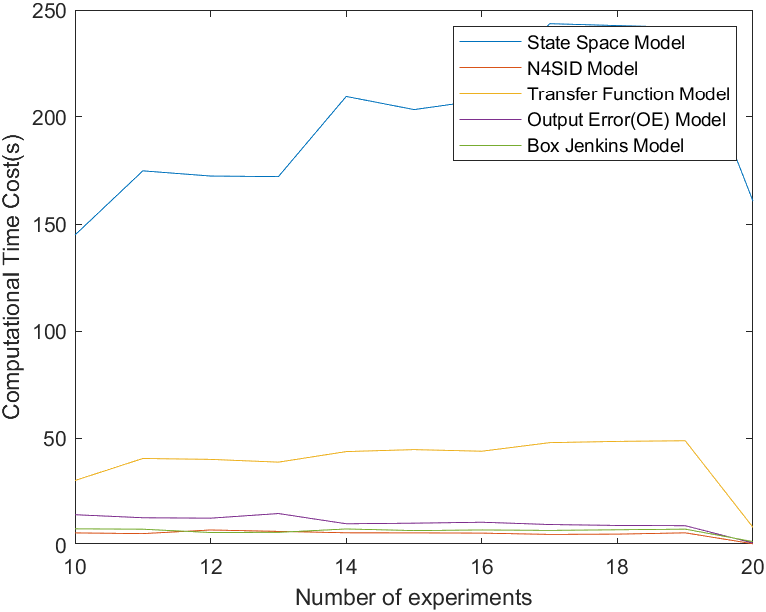 250
200
150
100
50
0
Computational Time Cost(s)
State Space Model
N4SID Model
Transfer Function Model
Output Error(OE) Model
Box Jenkins Model
10
12
14
16
18
20
Number of experiments